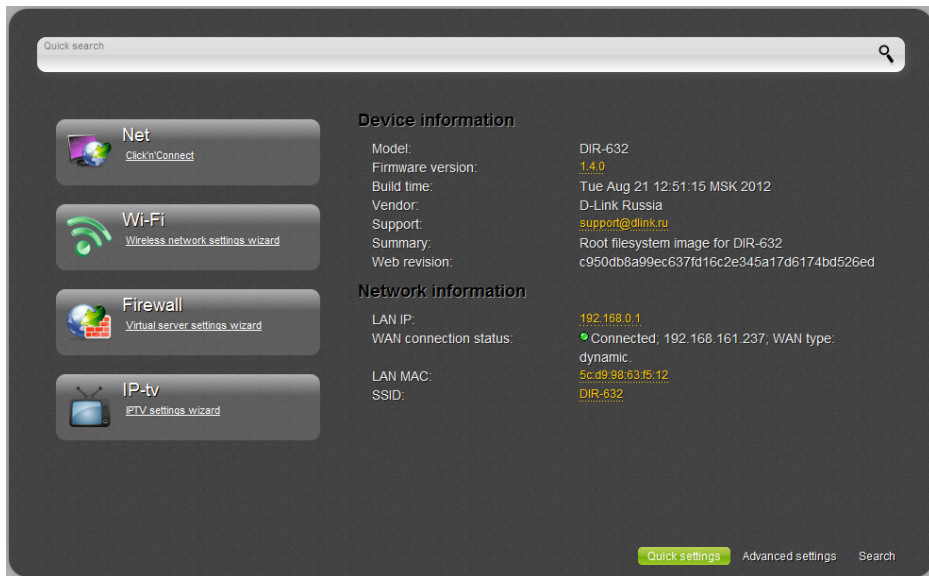 Quick search
Net
Click'n'Connect
Wi-Fi
Wireless network settings wizard
Firewall
Virtual server settings wizard
IP-tv
IPTV settings wizard
Device information
Model: DIR-632
Firmware version: 1.4.0
Build time: Tue Aug 21 12:51:15 MSK 2012
Vendor: D-Link Russia
Support: support@dlink.ru
Summary: Root filesystem image for DIR-632
Web revision: c950db8a99ec637fd16c2e345a17d6174bd526ed
Network information
LAN IP: 192.168.0.1
WAN connection status: Connected; 192.168.161.237; WAN type:
dynamic.
LAN MAC: 5c:d9:98:63:f5:12
SSID: DIR-632
Quick settings Advanced settings Search